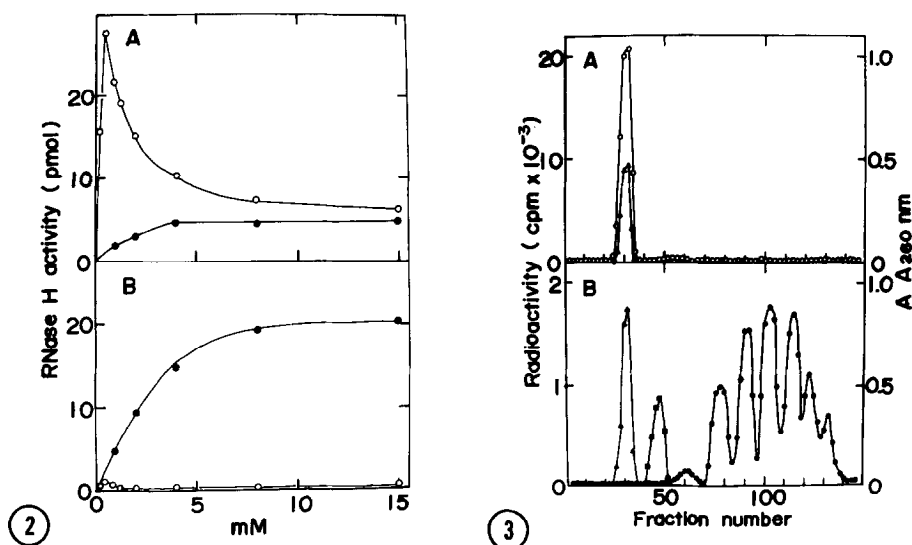 A
20
10
0
RNase H activity (pmol)
B
20
10
0
0
5
10
15
mM
2
20
A
1.0
10
0.5
0
0
Radioactivity (cpm x 10-3)
A A260 nm
2
B
1.0
1
0.5
0
0
50
100
Fraction number
3